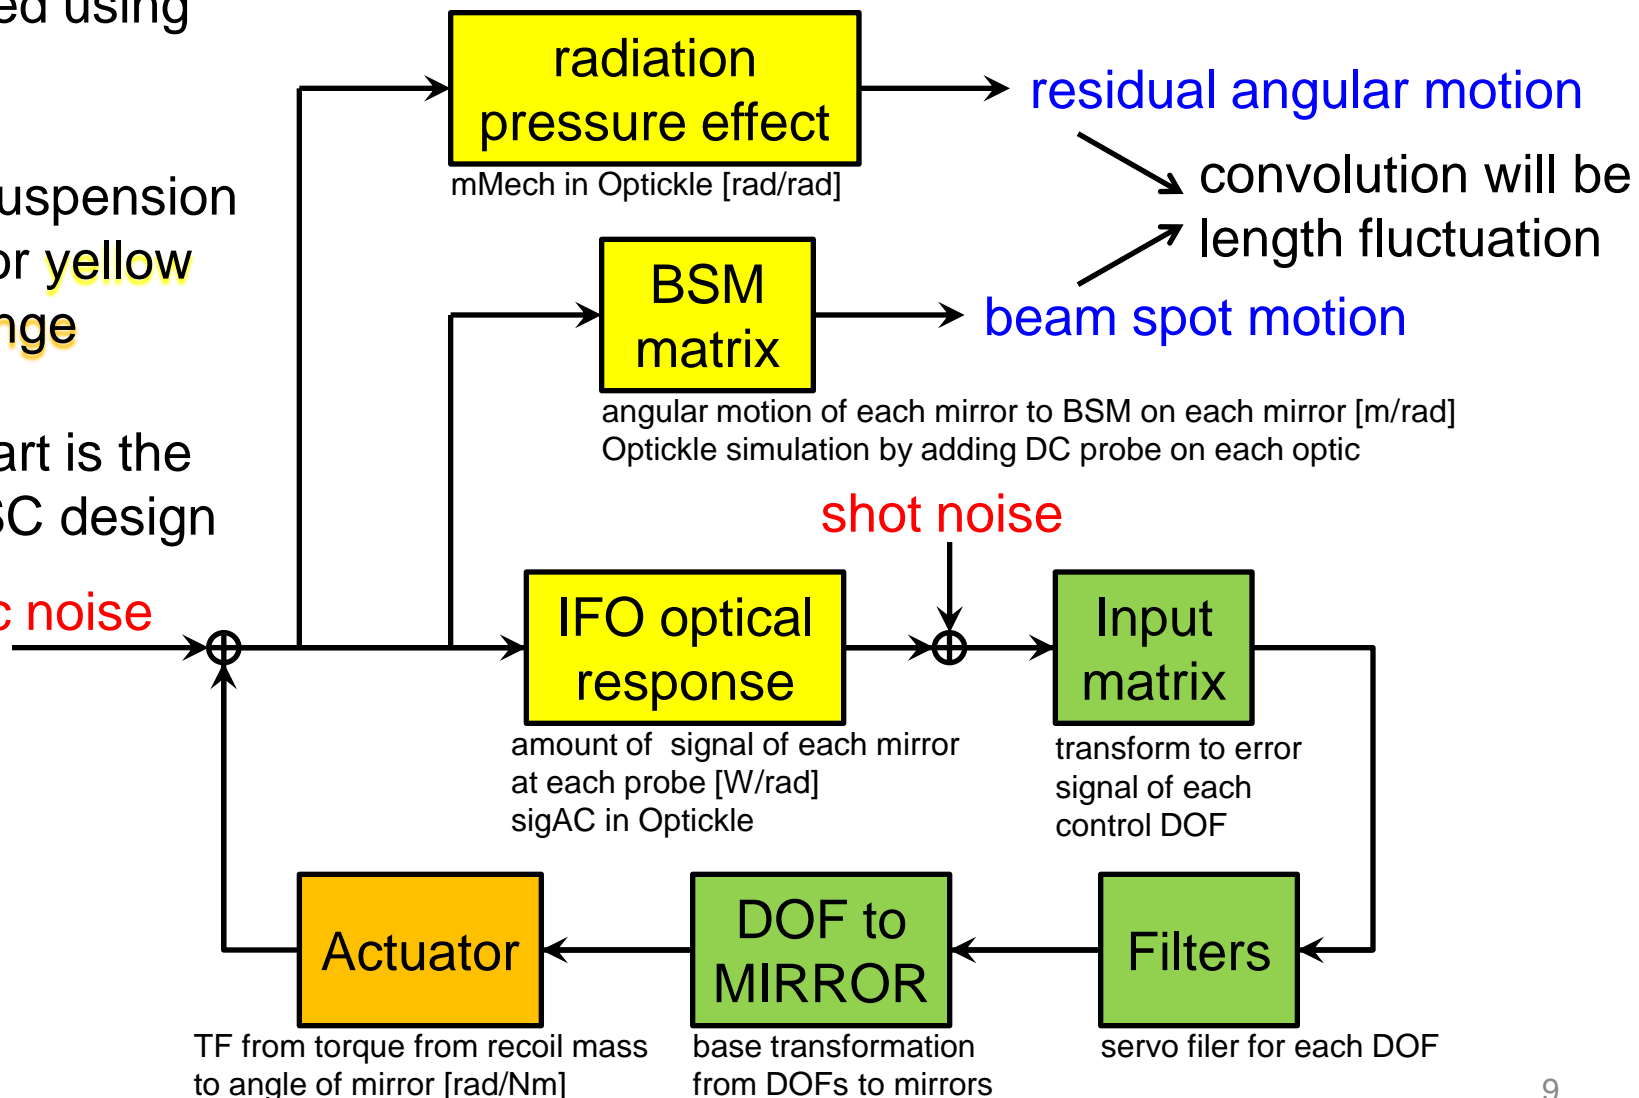 ed using
uspension
or yellow
nge
art is the
SC design
c noise
radiation
pressure effect
mMech in Optickle [rad/rad]
residual angular motion
convolution will be
length fluctuation
BSM
matrix
beam spot motion
angular motion of each mirror to BSM on each mirror [m/rad]
Optickle simulation by adding DC probe on each optic
shot noise
IFO optical
response
amount of signal of each mirror
at each probe [W/rad]
sigAC in Optickle
Input
matrix
transform to error
signal of each
control DOF
Actuator
TF from torque from recoil mass
to angle of mirror [rad/Nm]
DOF to
MIRROR
base transformation
from DOFs to mirrors
Filters
servo filer for each DOF
9